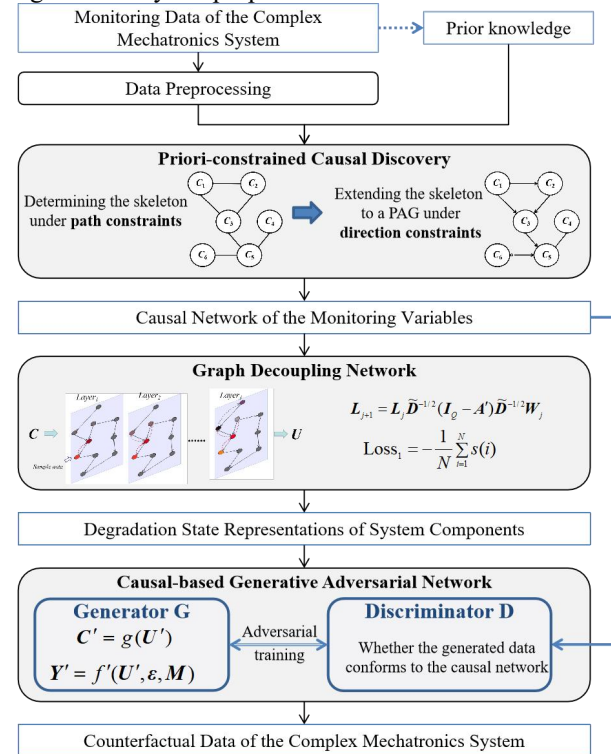 Monitoring Data of the Complex
Mechatronics System
Prior knowledge
Data Preprocessing
Priori-constrained Causal Discovery
Determining the skeleton
under path constraints
C₁
C₂
C₃
C₄
C₆
C₅
Extending the skeleton
to a PAG under
direction constraints
C₁
C₂
C₃
C₄
C₆
C₅
Causal Network of the Monitoring Variables
Graph Decoupling Network
C
Layer₁
Layer₂
......
U
L_{j+1} = L_j D̃^{-1/2} (I_Q − A′) D̃^{-1/2} W_j
Loss₁ = −1/N ∑_{i=1}^{N} s(i)
Degradation State Representations of System Components
Causal-based Generative Adversarial Network
Generator G
C′ = g(U′)
Y′ = f′(U′, ε, M)
Adversarial
training
Discriminator D
Whether the generated data
conforms to the causal network
Counterfactual Data of the Complex Mechatronics System